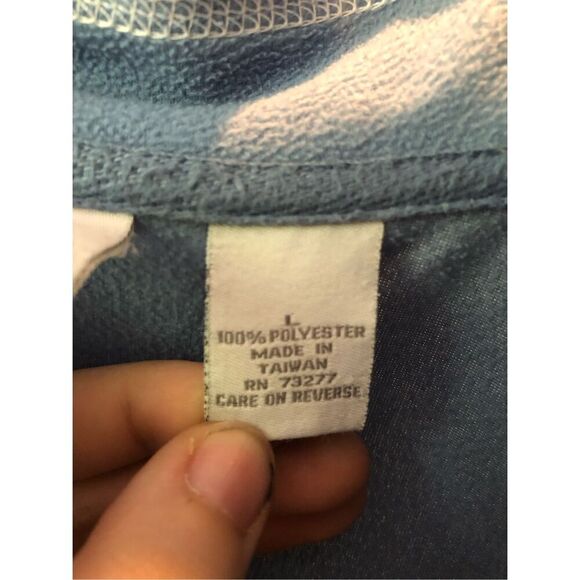 L
100% POLYESTER
MADE IN
TAIWAN
RN 73277
CARE ON REVERSE